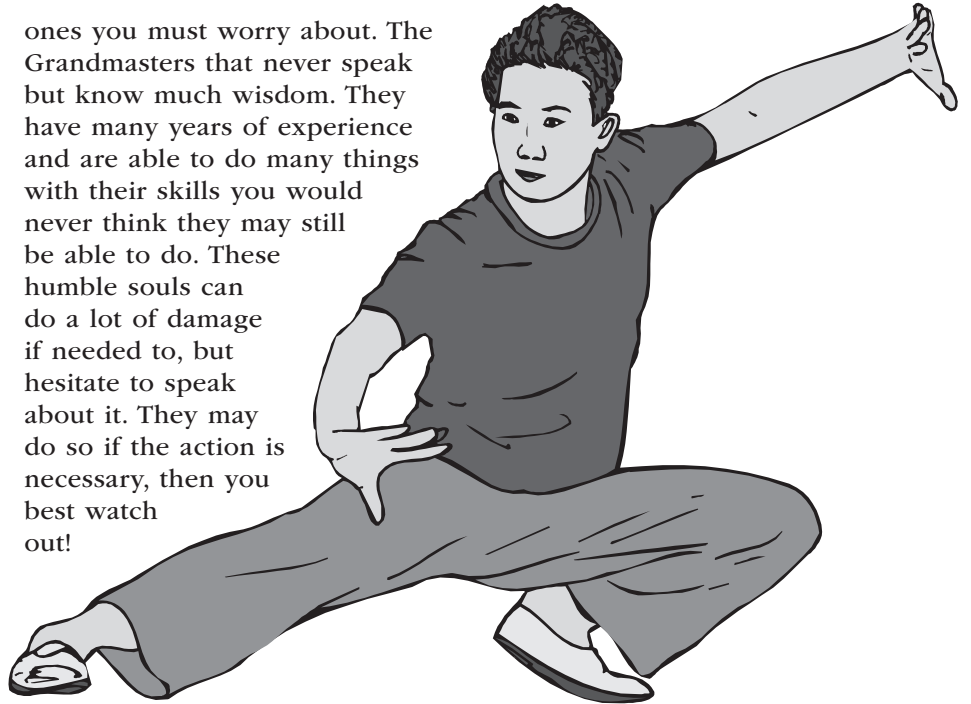 ones you must worry about. The
Grandmasters that never speak
but know much wisdom. They
have many years of experience
and are able to do many things
with their skills you would
never think they may still
be able to do. These
humble souls can
do a lot of damage
if needed to, but
hesitate to speak
about it. They may
do so if the action is
necessary, then you
best watch
out!